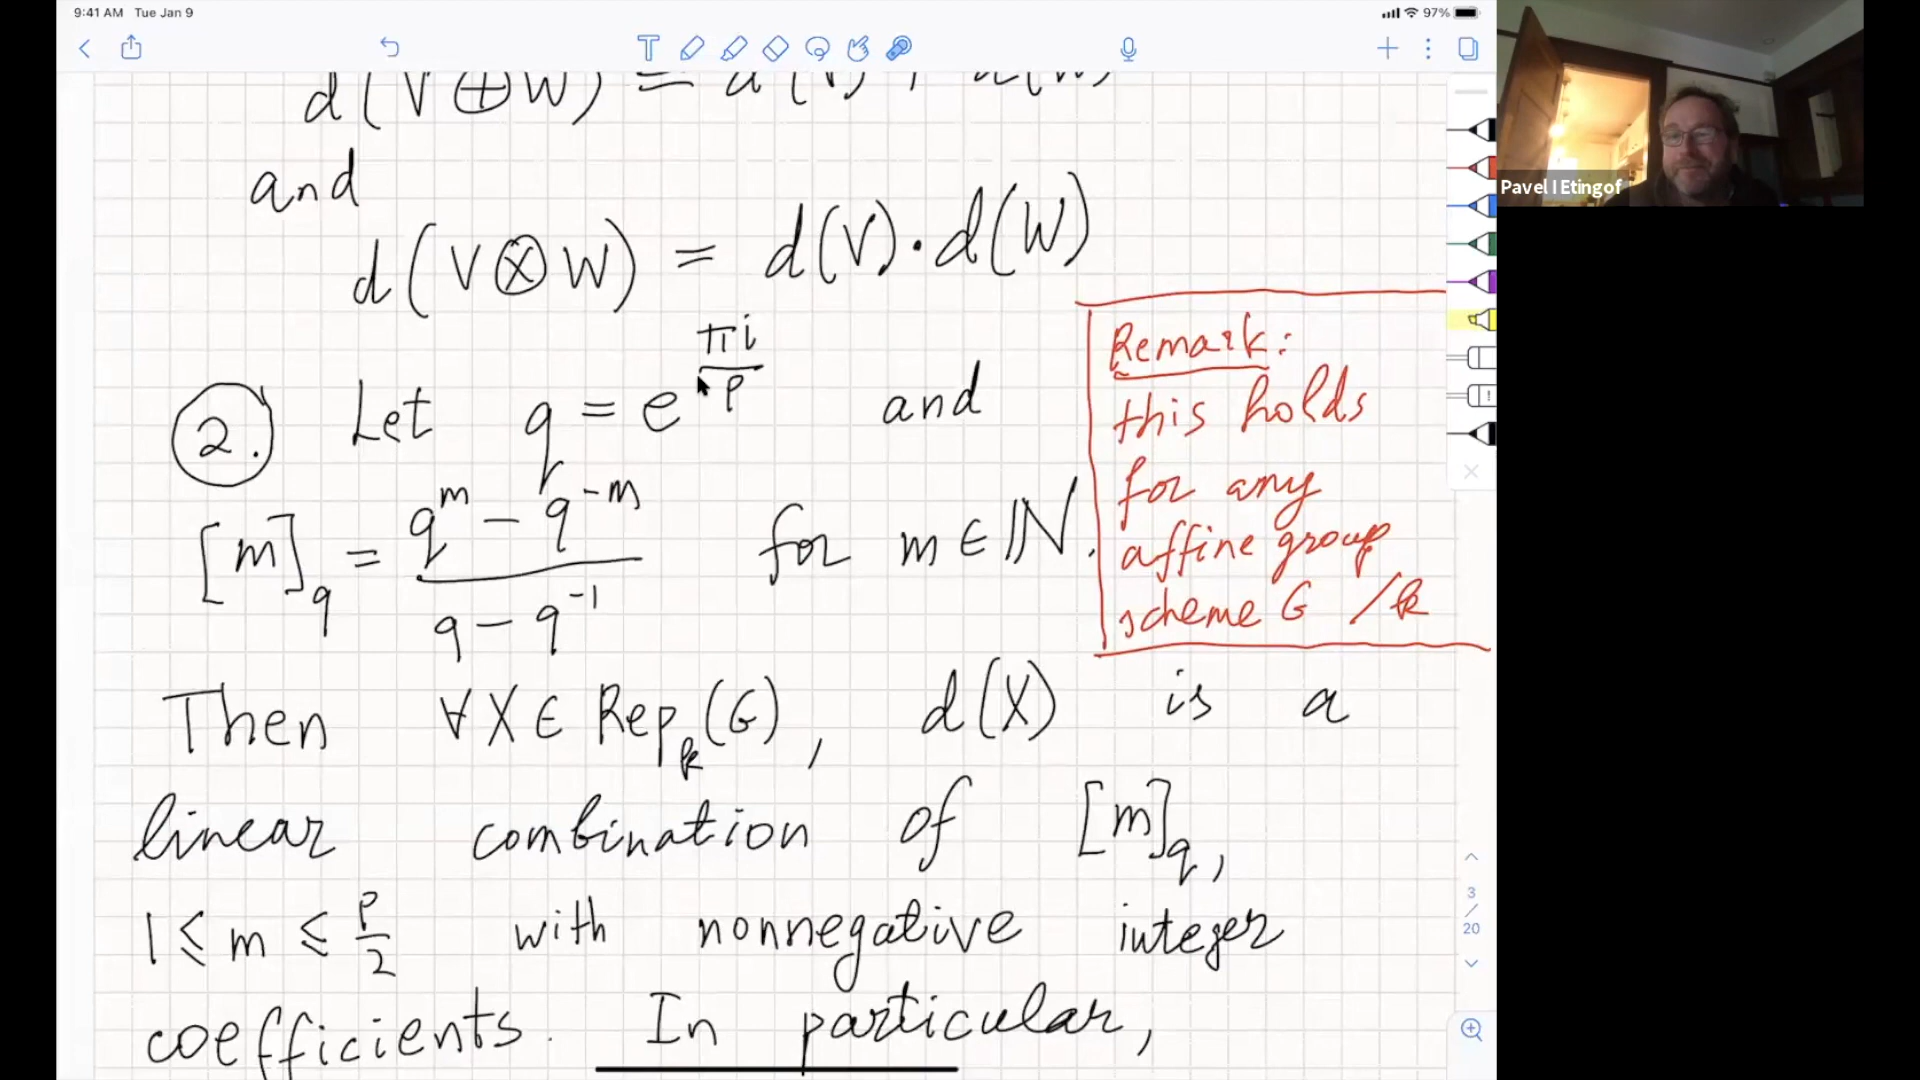 9:41 AM Tue Jan 9
97%
d(V⊕W) = d(V) + d(W)
and
d(V⊗W) = d(V)·d(W)
2. Let q = e^{πi/p} and
[m]_q = (q^m − q^{-m})/(q − q^{-1}) for m ∈ ℕ.
Remark:
this holds
for any
affine group
scheme G /k
Then ∀X∈ Rep_k(G), d(X) is a
linear combination of [m]_q,
1 ≤ m ≤ p/2 with nonnegative integer
coefficients. In particular,
3
/
20
Pavel I Etingof